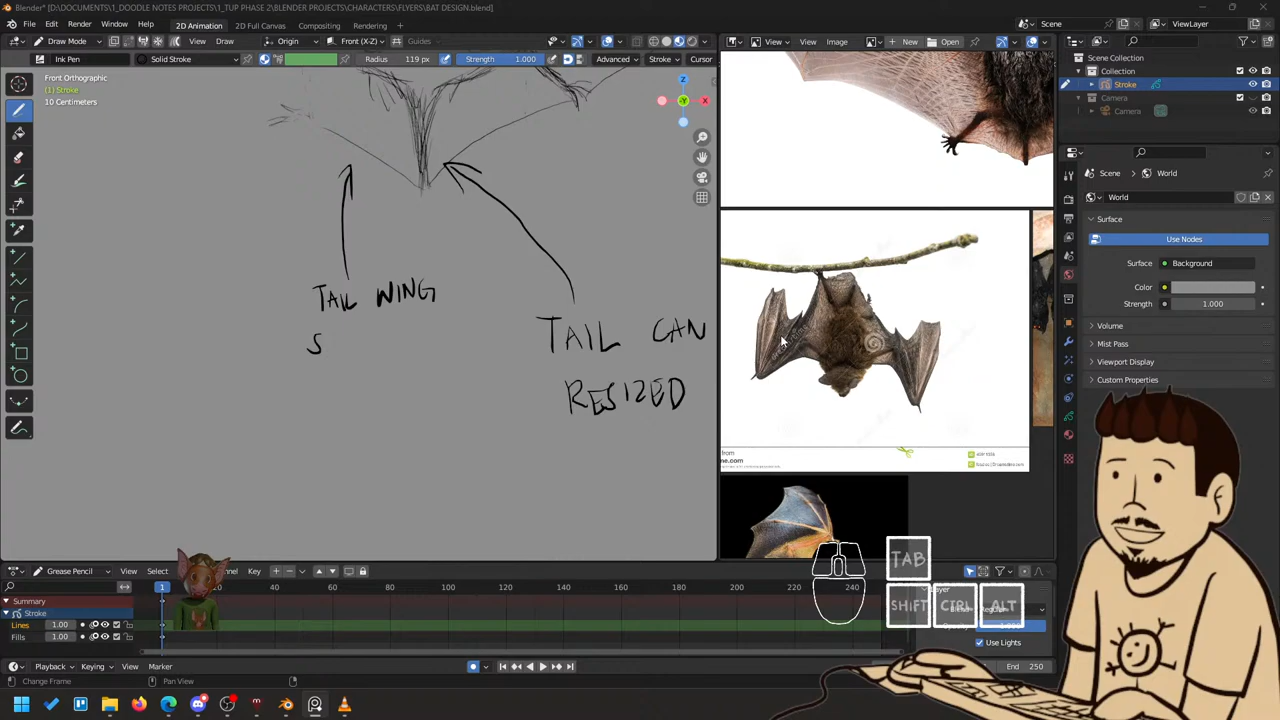 Blender* [D:\DOCUMENTS\1_DOODLE NOTES PROJECTS\1_TUP PHASE 2\BLENDER PROJECTS\CHARACTERS\FLYERS\BAT DESIGN.blend]
File Edit Render Window Help 2D Animation 2D Full Canvas Compositing Rendering Scene ViewLayer
Draw Mode View Draw Origin Front (X-Z) Guides View View Image New Open
Ink Pen Solid Stroke Radius 119 px Strength 1.000 Advanced Stroke Cursor
Scene Collection
Collection
Stroke
Camera
Camera
Front Orthographic
(1) Stroke
10 Centimeters
Z
Y
X
Scene World
World
Surface
Use Nodes
Surface Background
Color
Strength 1.000
Volume
Mist Pass
Viewport Display
Custom Properties
TAIL WING
S
TAIL CAN
RESIZED
TAB
SHIFT CTRL ALT
Grease Pencil View Select Key
1 20 40 60 80 100 120 140 160 180 200 220 240
Summary
Stroke
Lines 1.00
Fills 1.00
Use Lights
Playback Keying View Marker End 250
Change Frame Pan View